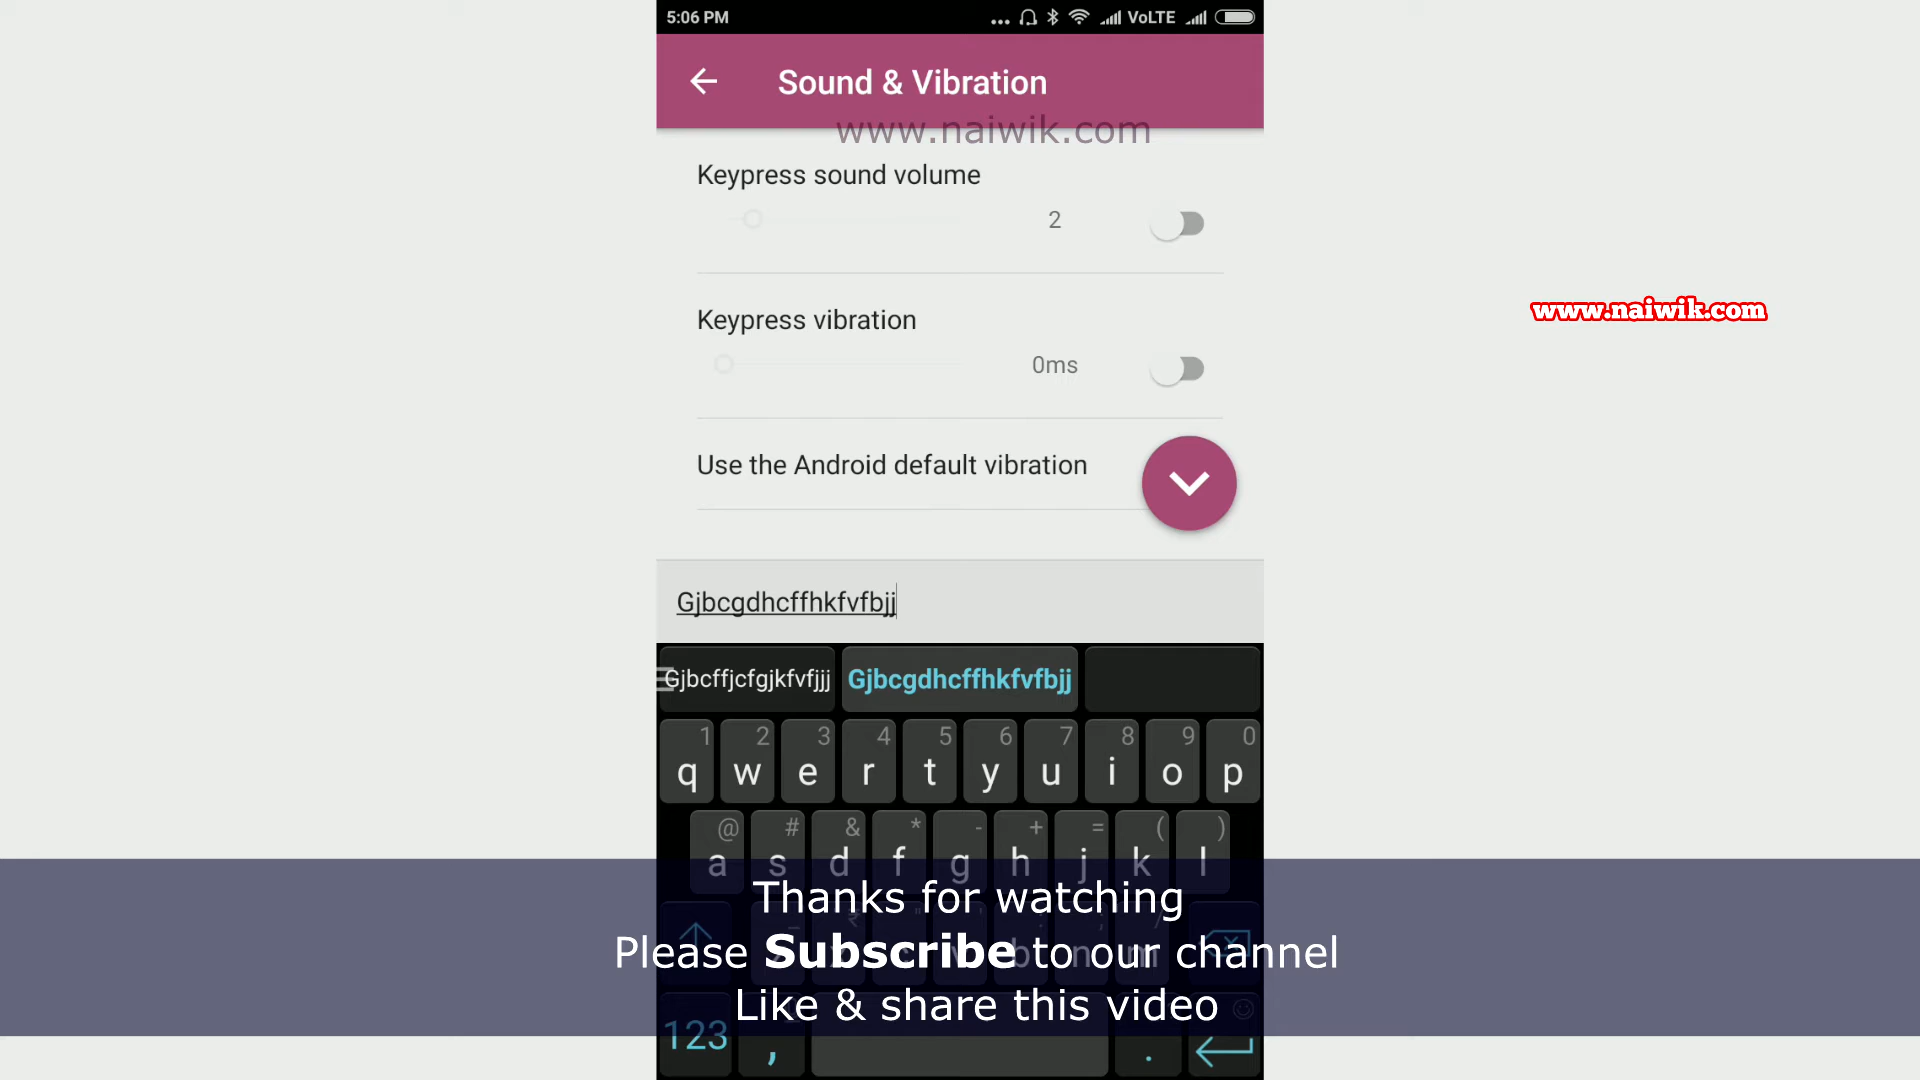 5:06 PM
VoLTE
Sound & Vibration
www.naiwik.com
Keypress sound volume
2
Keypress vibration
0ms
www.naiwik.com
Use the Android default vibration
Gjbcgdhcffhkfvfbjj
Gjbcffjcfgjkfvfjjj Gjbcgdhcffhkfvfbjj
1 2 3 4 5 6 7 8 9 0
q w e r t y u i o p
@ # & * - + = ( )
a s d f g h j k l
Thanks for watching
Please Subscribe to our channel
Like & share this video
123 , .